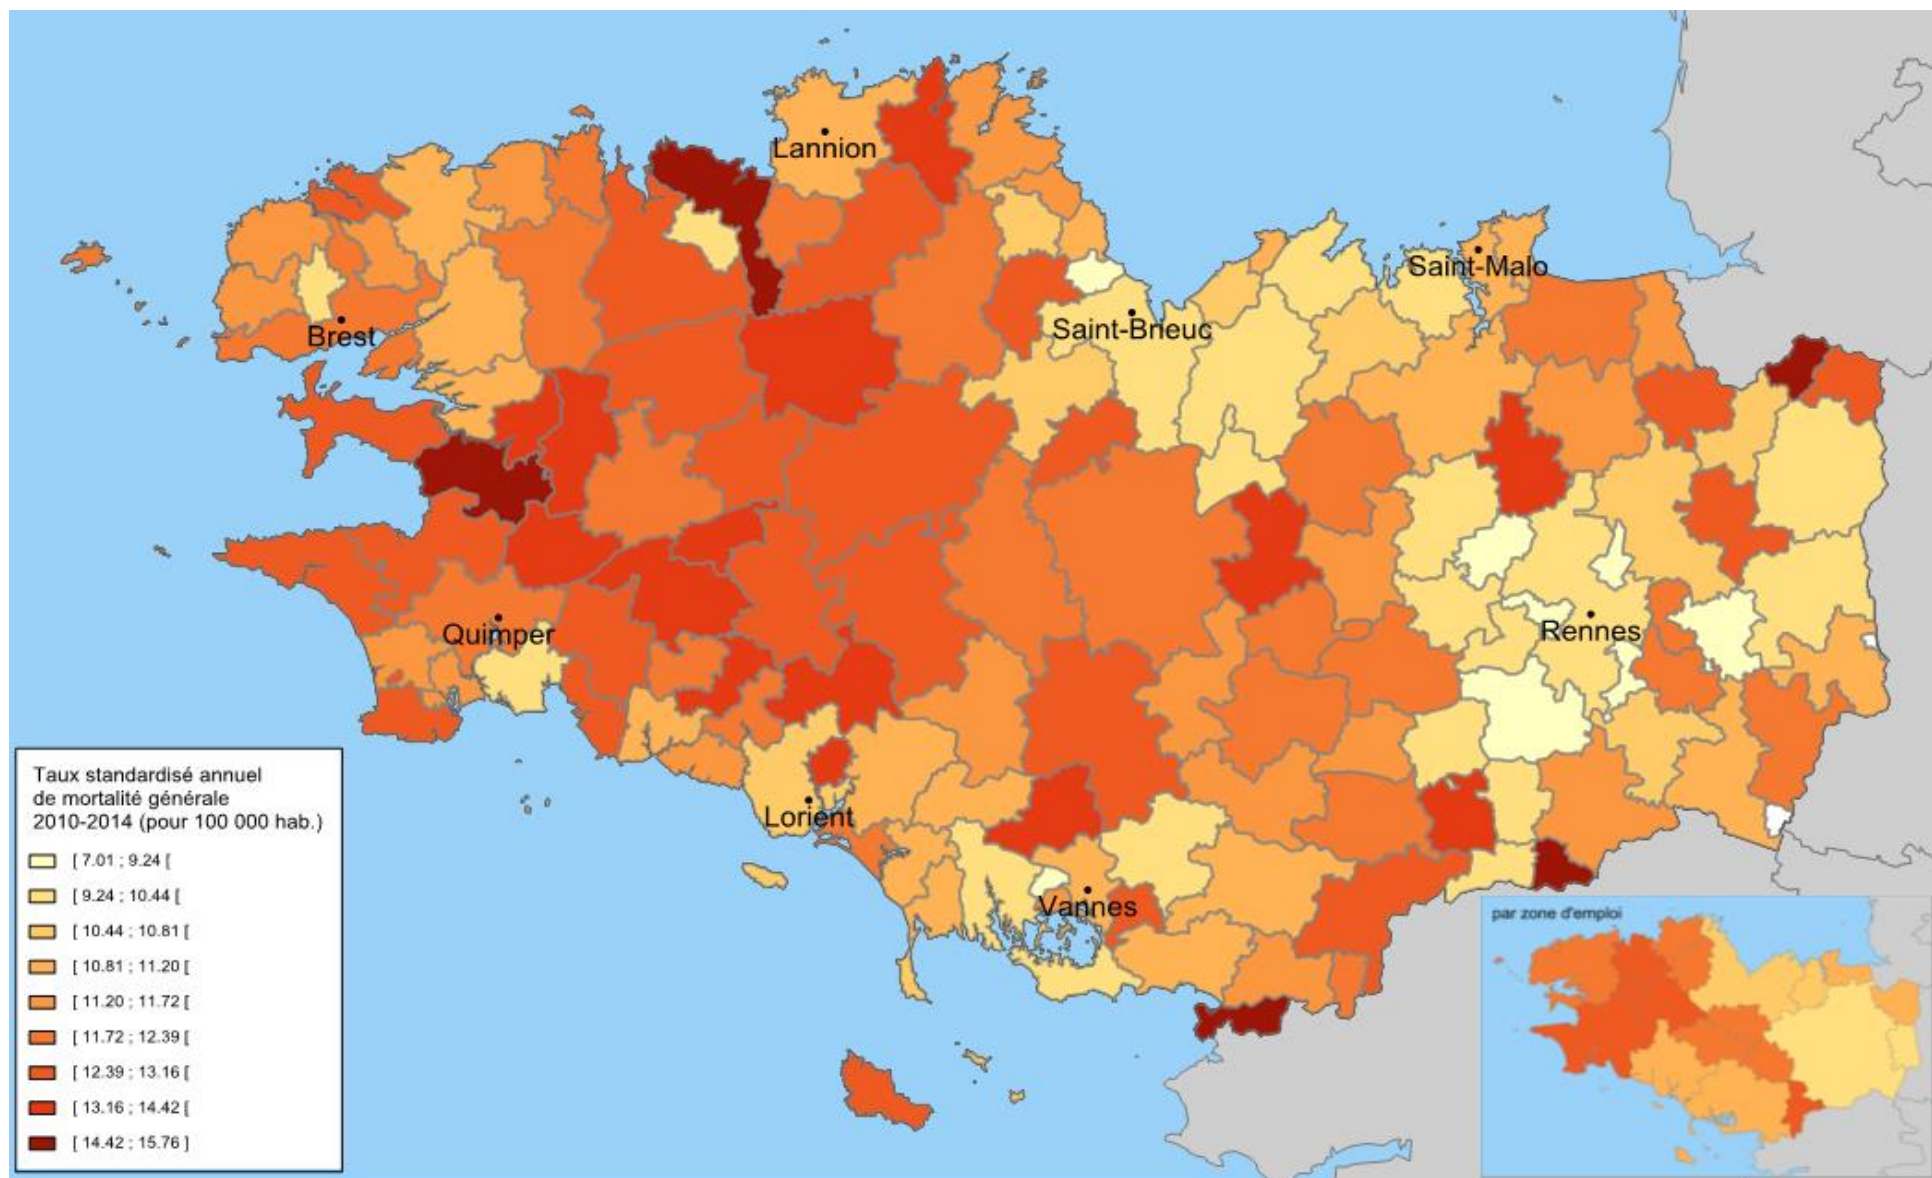 Lannion
Saint-Malo
Brest
Saint-Brieuc
Quimper
Rennes
Lorient
Vannes
Taux standardisé annuel
de mortalité générale
2010-2014 (pour 100 000 hab.)
[ 7.01 ; 9.24 [
[ 9.24 ; 10.44 [
[ 10.44 ; 10.81 [
[ 10.81 ; 11.20 [
[ 11.20 ; 11.72 [
[ 11.72 ; 12.39 [
[ 12.39 ; 13.16 [
[ 13.16 ; 14.42 [
[ 14.42 ; 15.76 ]
par zone d'emploi